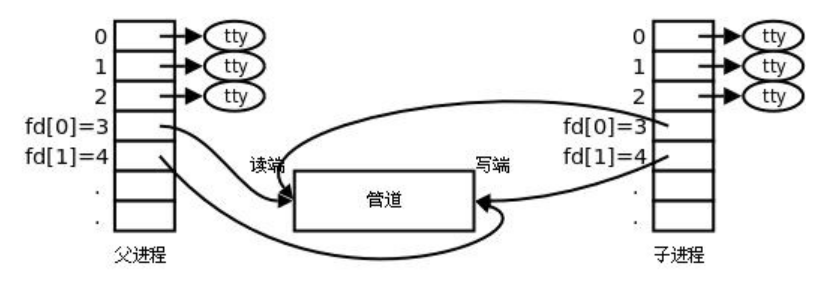 0 tty
1 tty
2 tty
fd[0]=3
fd[1]=4
.
.
父进程
读端
管道
写端
0 tty
1 tty
2 tty
fd[0]=3
fd[1]=4
.
.
子进程